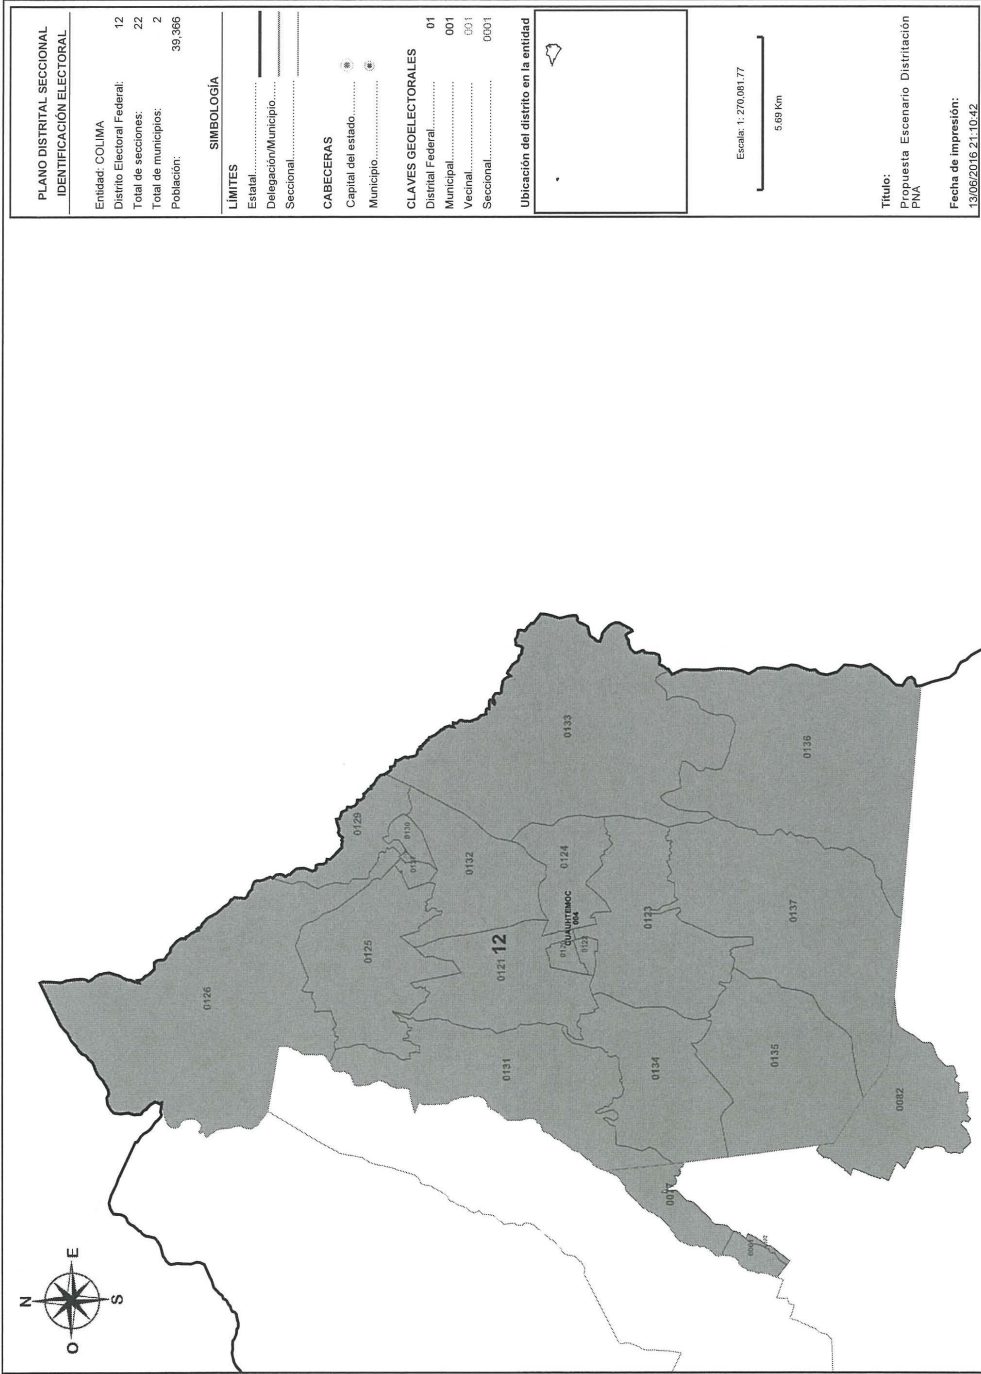 PLANO DISTRITAL SECCIONAL
IDENTIFICACIÓN ELECTORAL
Entidad: COLIMA
Distrito Electoral Federal: 12
Total de secciones: 22
Total de municipios: 2
Población: 39,366
SIMBOLOGÍA
LÍMITES
Estatal
Delegación/Municipio
Seccional
CABECERAS
Capital del estado
Municipio
CLAVES GEOELECTORALES
Distrital Federal 01
Municipal 001
Vecinal 001
Seccional 0001
Ubicación del distrito en la entidad
Escala: 1: 270,081.77
5.69 Km
Título:
Propuesta Escenario Distritación
PNA
Fecha de impresión:
13/06/2016 21:10:42
N
O
E
S
0126
0129
0130
0125
0132
0121
12
0131
0124
CUAUHTEMOC
004
0133
0123
0134
0137
0136
0135
0082